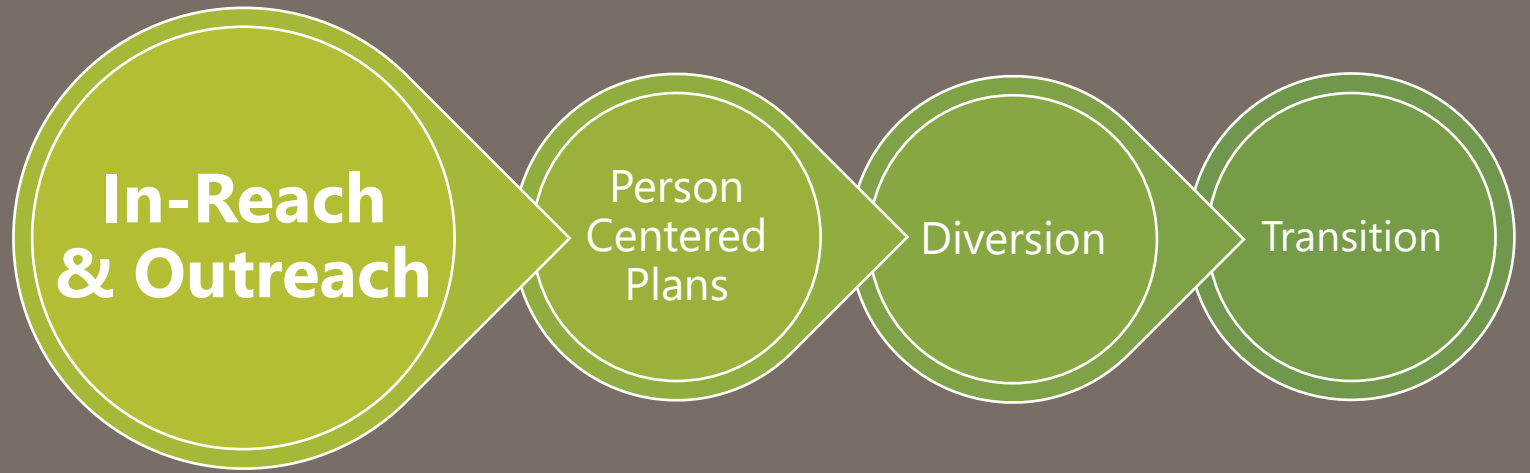 In-Reach
& Outreach
Person
Centered
Plans
Diversion
Transition